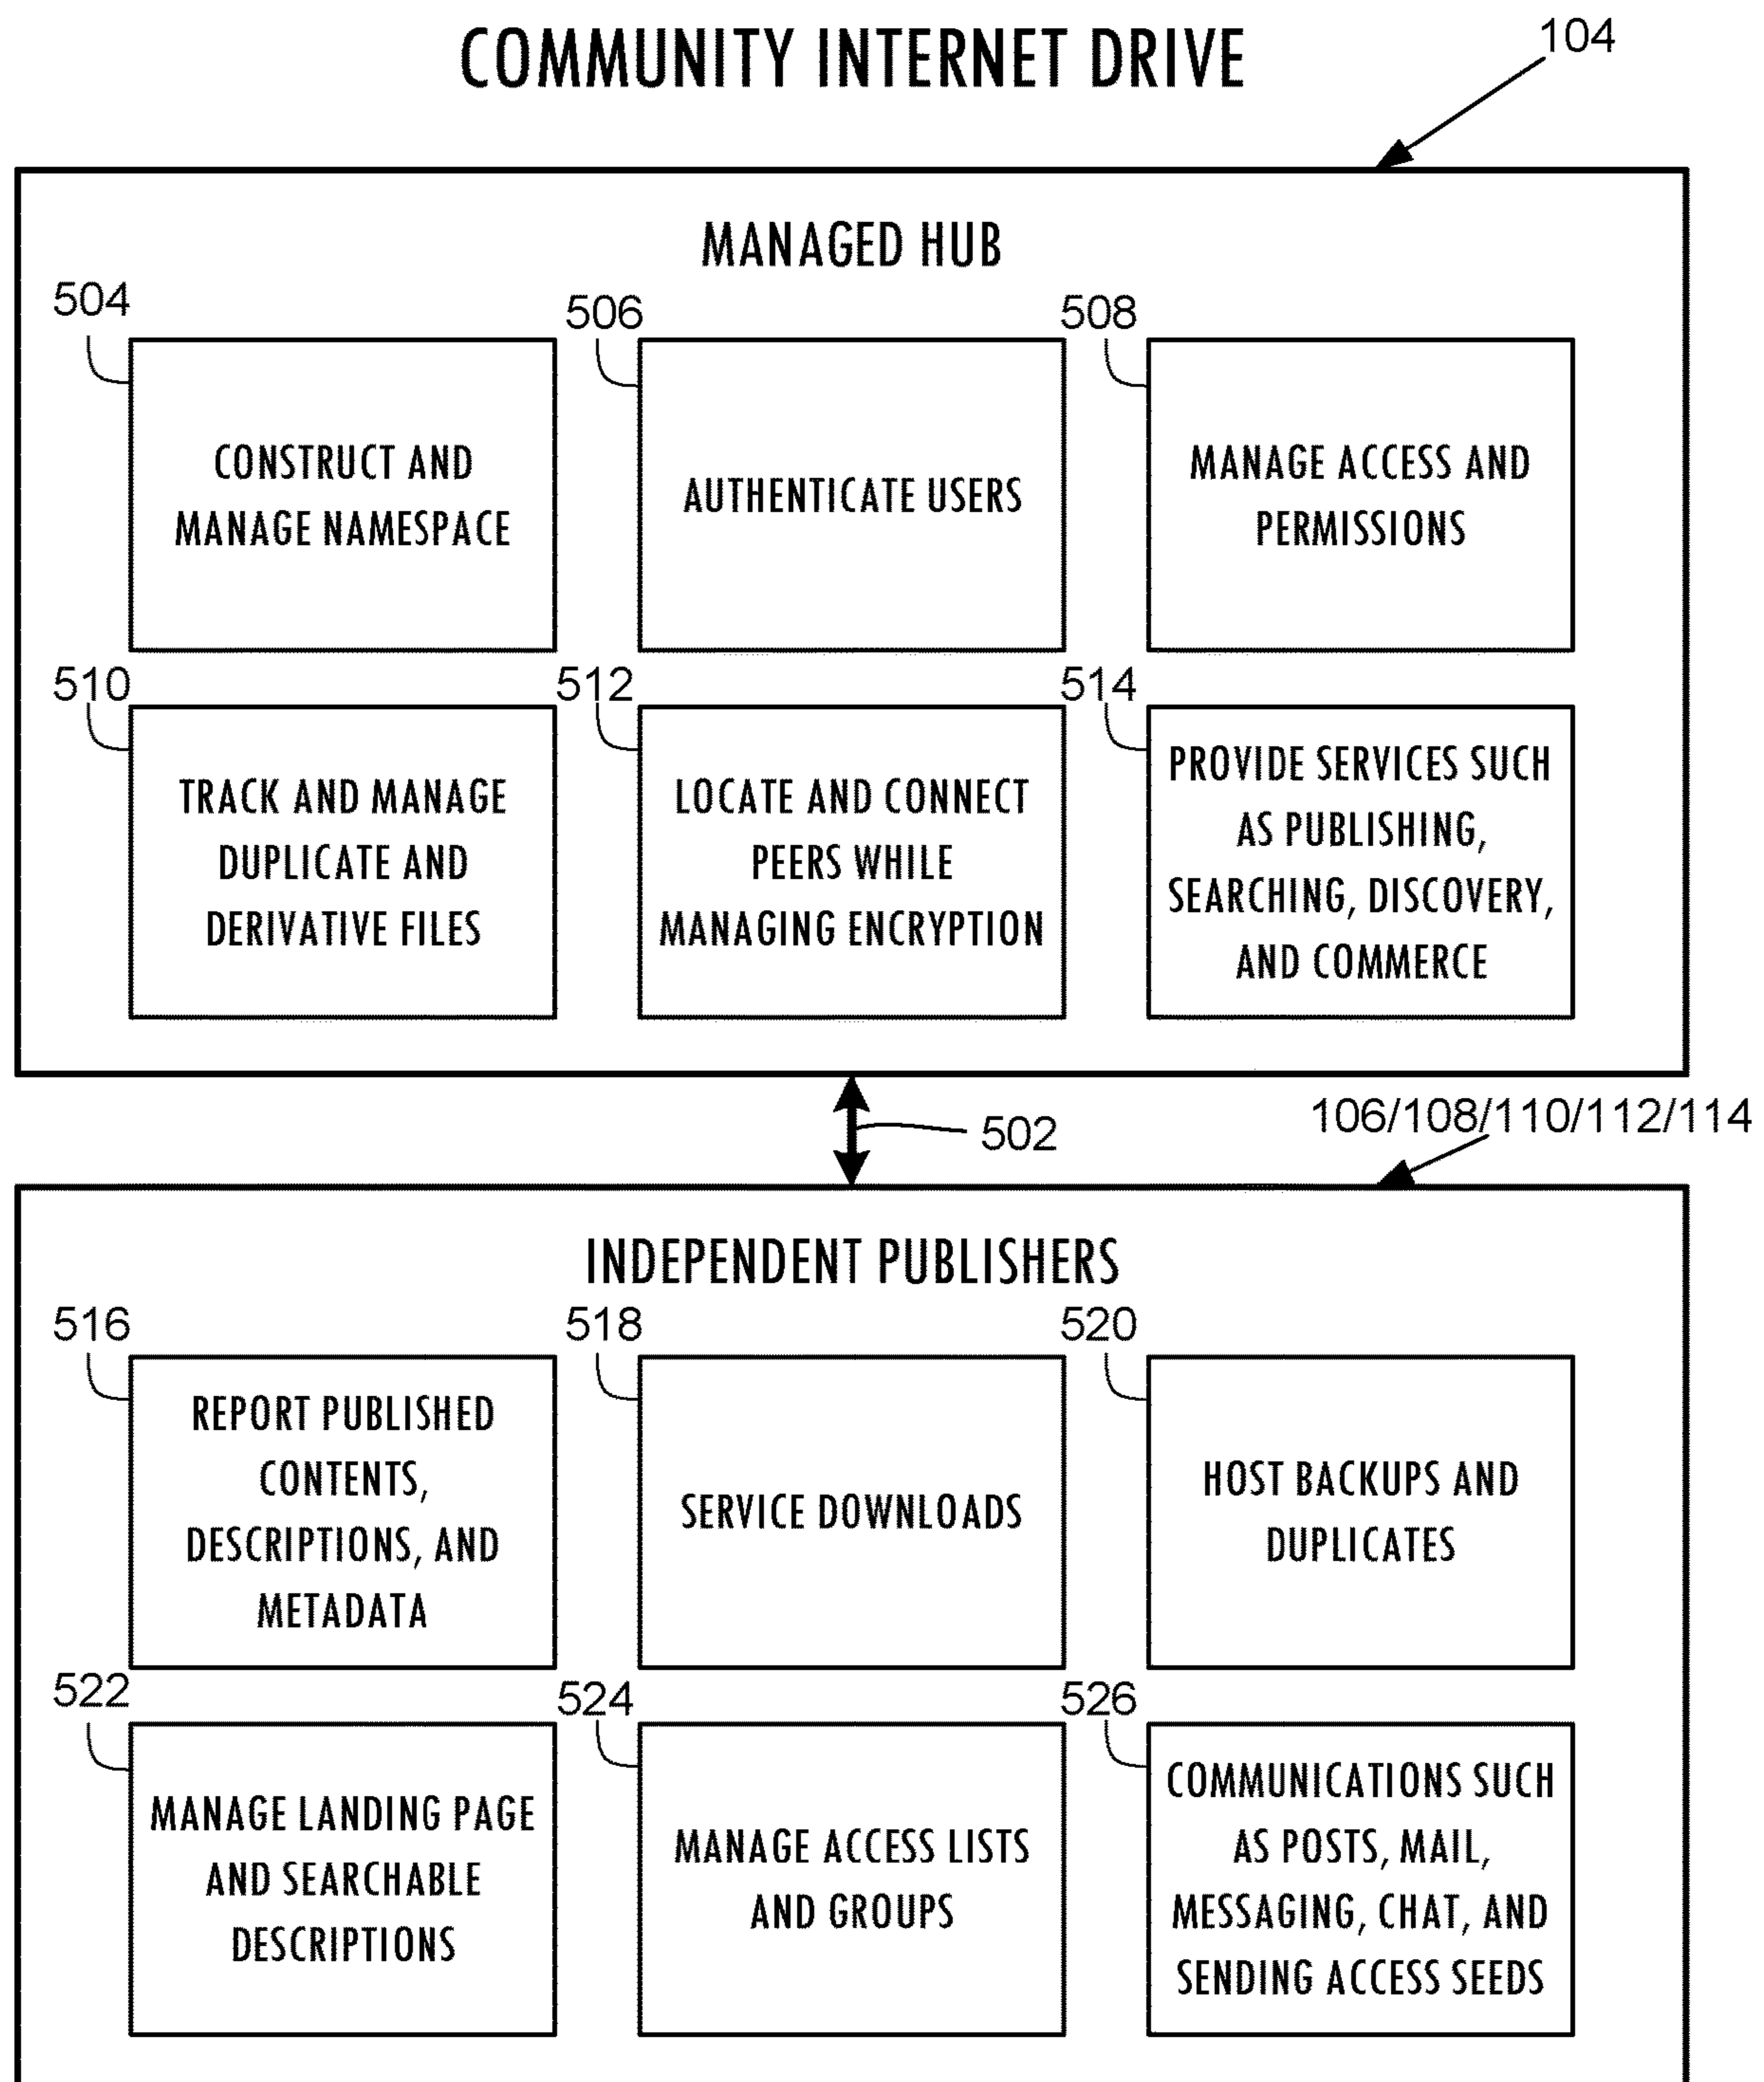 COMMUNITY INTERNET DRIVE
104
MANAGED HUB
504
CONSTRUCT AND
MANAGE NAMESPACE
506
AUTHENTICATE USERS
508
MANAGE ACCESS AND
PERMISSIONS
510
TRACK AND MANAGE
DUPLICATE AND
DERIVATIVE FILES
512
LOCATE AND CONNECT
PEERS WHILE
MANAGING ENCRYPTION
514
PROVIDE SERVICES SUCH
AS PUBLISHING,
SEARCHING, DISCOVERY,
AND COMMERCE
502
106/108/110/112/114
INDEPENDENT PUBLISHERS
516
REPORT PUBLISHED
CONTENTS,
DESCRIPTIONS, AND
METADATA
518
SERVICE DOWNLOADS
520
HOST BACKUPS AND
DUPLICATES
522
MANAGE LANDING PAGE
AND SEARCHABLE
DESCRIPTIONS
524
MANAGE ACCESS LISTS
AND GROUPS
526
COMMUNICATIONS SUCH
AS POSTS, MAIL,
MESSAGING, CHAT, AND
SENDING ACCESS SEEDS